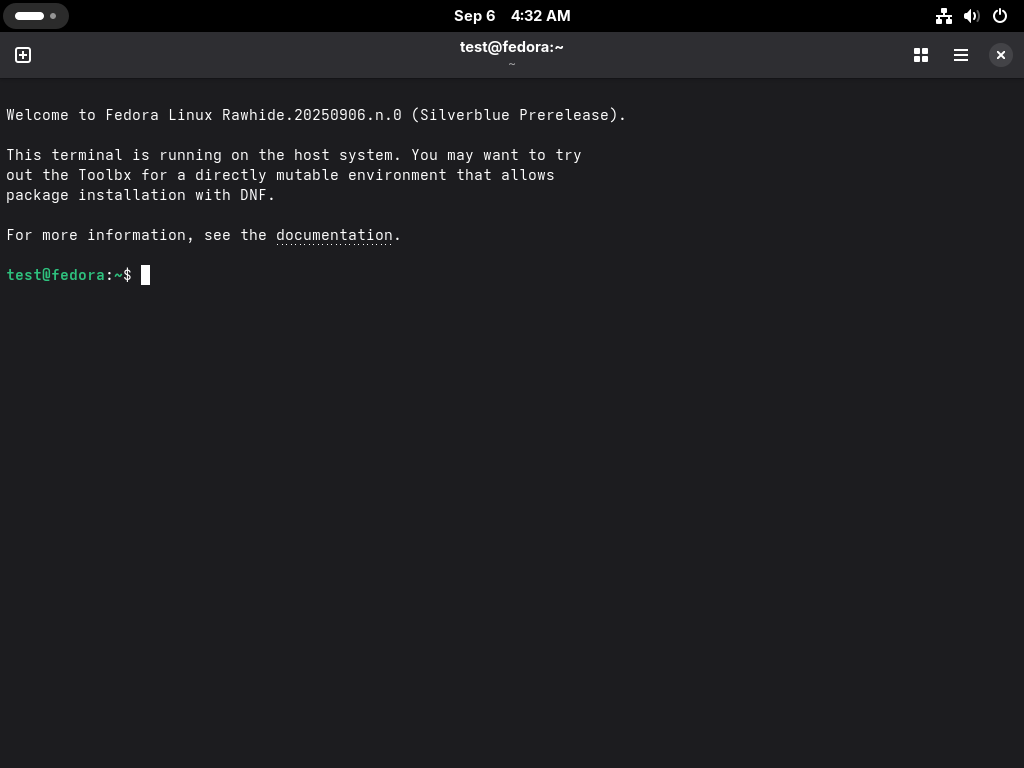 Sep 6 4:32 AM
test@fedora:~
~
Welcome to Fedora Linux Rawhide.20250906.n.0 (Silverblue Prerelease).
This terminal is running on the host system. You may want to try
out the Toolbx for a directly mutable environment that allows
package installation with DNF.
For more information, see the documentation.
test@fedora:~$